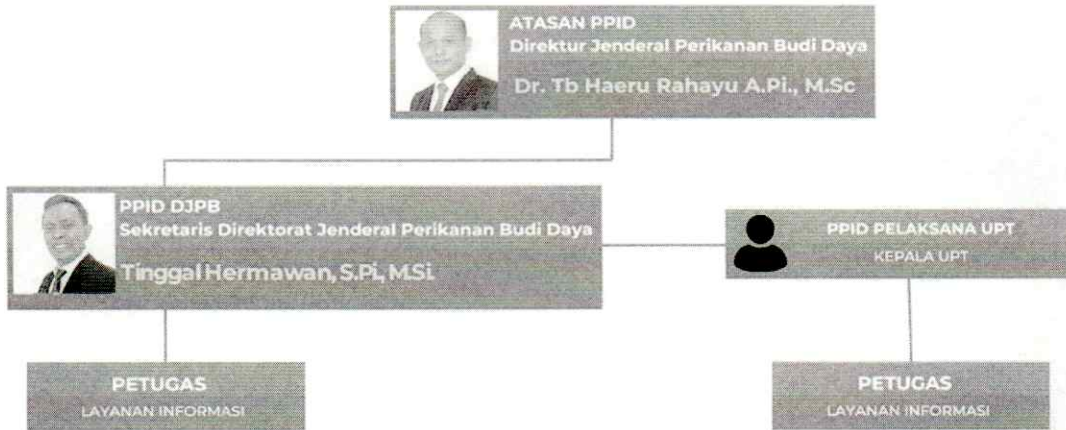 ATASAN PPID
Direktur Jenderal Perikanan Budi Daya
Dr. Tb Haeru Rahayu A.Pi., M.Sc
PPID DJPB
Sekretaris Direktorat Jenderal Perikanan Budi Daya
Tinggal Hermawan, S.Pi, M.Si.
PPID PELAKSANA UPT
KEPALA UPT
PETUGAS
LAYANAN INFORMASI
PETUGAS
LAYANAN INFORMASI